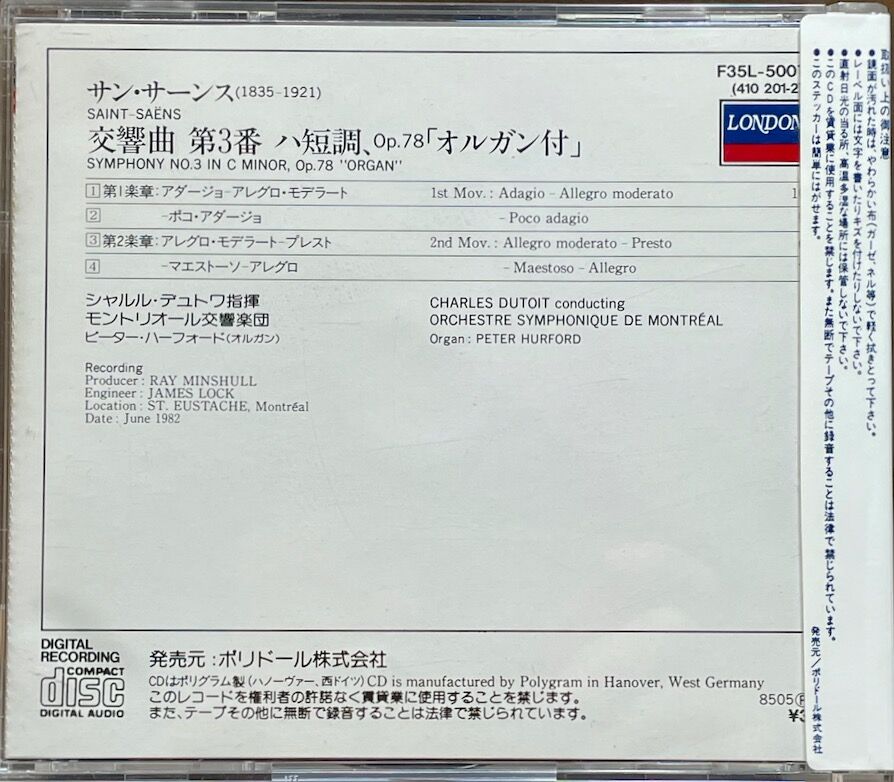 サン・サーンス(1835-1921)
SAINT-SAËNS
交響曲 第3番 ハ短調、Op.78「オルガン付」
SYMPHONY NO.3 IN C MINOR, Op.78 "ORGAN"
F35L-500
(410 201-2
LONDON
1 第1楽章:アダージョ–アレグロ・モデラート 1st Mov. : Adagio – Allegro moderato 1
2 –ポコ・アダージョ – Poco adagio
3 第2楽章:アレグロ・モデラート–プレスト 2nd Mov. : Allegro moderato – Presto
4 –マエストーソ–アレグロ – Maestoso – Allegro
シャルル・デュトワ指揮
モントリオール交響楽団
ピーター・ハーフォード(オルガン)
CHARLES DUTOIT conducting
ORCHESTRE SYMPHONIQUE DE MONTRÉAL
Organ : PETER HURFORD
Recording
Producer : RAY MINSHULL
Engineer : JAMES LOCK
Location : ST. EUSTACHE, Montréal
Date : June 1982
DIGITAL
RECORDING
COMPACT
disc
DIGITAL AUDIO
発売元:ポリドール株式会社
CDはポリグラム製(ハノーヴァー、西ドイツ) CD is manufactured by Polygram in Hanover, West Germany
このレコードを権利者の許諾なく賃貸業に使用することを禁じます。
また、テープその他に無断で録音することは法律で禁じられています。
8505Ⓟ
¥3
取扱い上の御注意
●鏡面が汚れた時は、やわらかい布(ガーゼ、ネル等)で軽く拭きとって下さい。
●レーベル面には文字を書いたりキズを付けたりしないで下さい。
●直射日光の当る所、高温多湿な場所には保管しないで下さい。
●このCDを賃貸業に使用することを禁じます。また無断でテープその他に録音することは法律で禁じられています。
●このステッカーは簡単にはがせます。
発売元/ポリドール株式会社